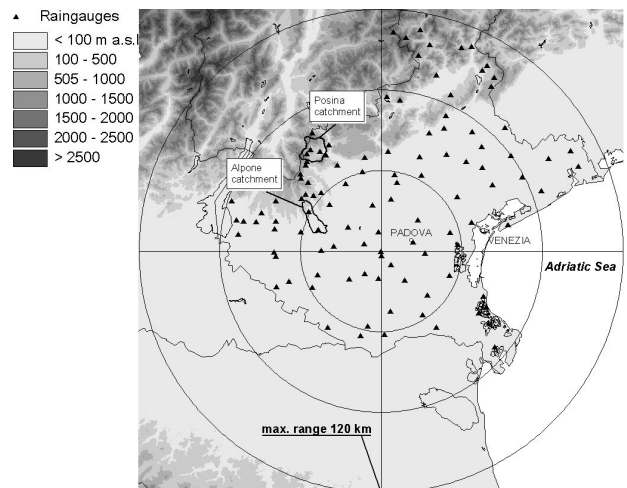 Raingauges
< 100 m a.s.l
100 - 500
505 - 1000
1000 - 1500
1500 - 2000
2000 - 2500
> 2500
Posina
catchment
Alpone
catchment
PADOVA
VENEZIA
Adriatic Sea
max. range 120 km